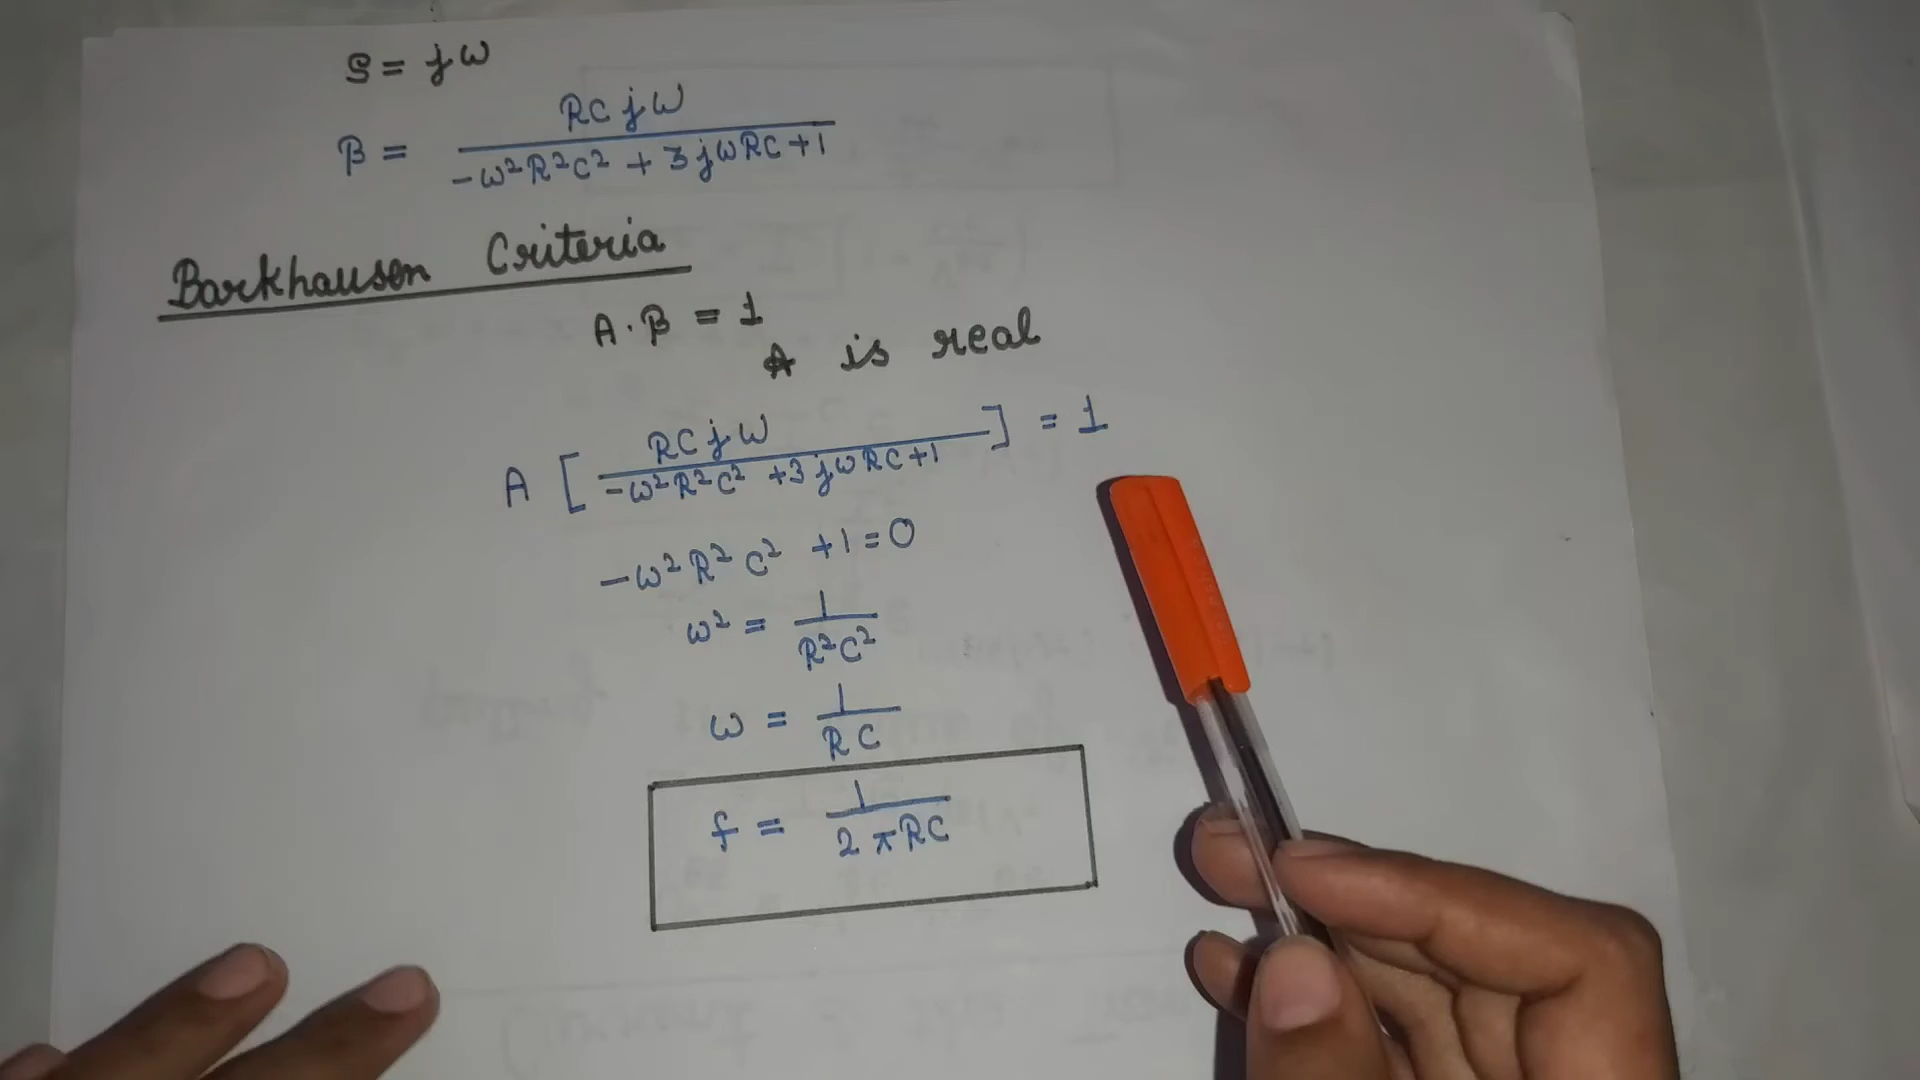 S = jω
β = RCjω / -ω²R²C² + 3jωRC+1
Barkhausen Criteria
A·β = 1
A is real
A [ RCjω / -ω²R²C² +3jωRC+1 ] = 1
-ω²R²C² +1=0
ω² = 1 / R²C²
ω = 1 / RC
f = 1 / 2πRC